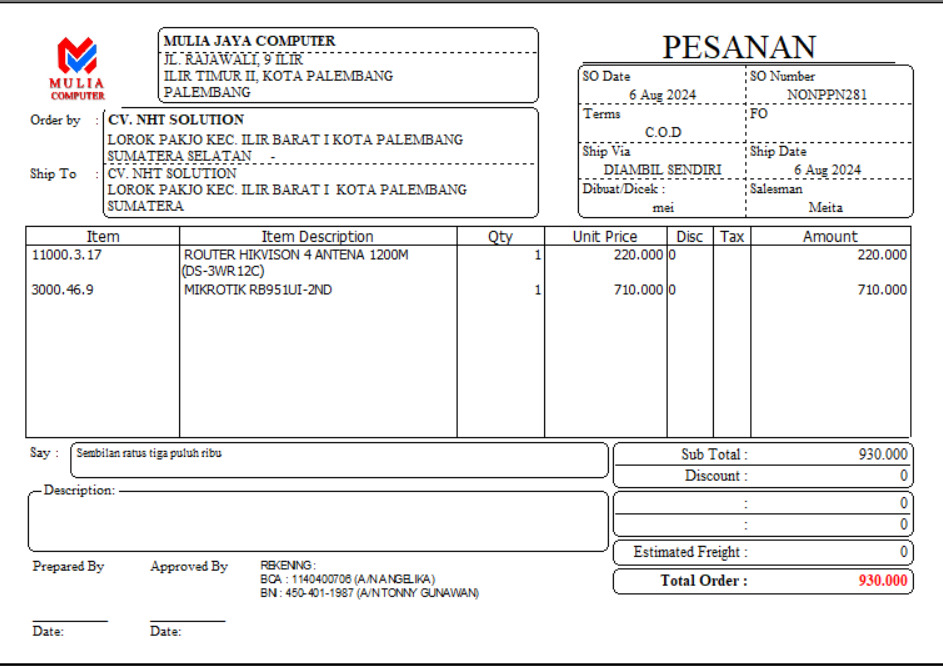 MULIA
COMPUTER
MULIA JAYA COMPUTER
JL. RAJAWALI, 9 ILIR
ILIR TIMUR II, KOTA PALEMBANG
PALEMBANG
PESANAN
SO Date
6 Aug 2024
SO Number
NONPPN281
Terms
C.O.D
FO
Ship Via
DIAMBIL SENDIRI
Ship Date
6 Aug 2024
Dibuat/Dicek :
mei
Salesman
Meita
Order by : CV. NHT SOLUTION
LOROK PAKJO KEC. ILIR BARAT I KOTA PALEMBANG
SUMATERA SELATAN -
Ship To : CV. NHT SOLUTION
LOROK PAKJO KEC. ILIR BARAT I KOTA PALEMBANG
SUMATERA
Item Item Description Qty Unit Price Disc Tax Amount
11000.3.17 ROUTER HIKVISON 4 ANTENA 1200M 1 220.000 0 220.000
(DS-3WR12C)
3000.46.9 MIKROTIK RB951UI-2ND 1 710.000 0 710.000
Say : Sembilan ratus tiga puluh ribu
Sub Total : 930.000
Discount : 0
: 0
: 0
Estimated Freight : 0
Total Order : 930.000
Description:
Prepared By Approved By
REKENING :
BCA : 1140400706 (A/N ANGELIKA)
BNI : 450-401-1987 (A/N TONNY GUNAWAN)
Date: Date: